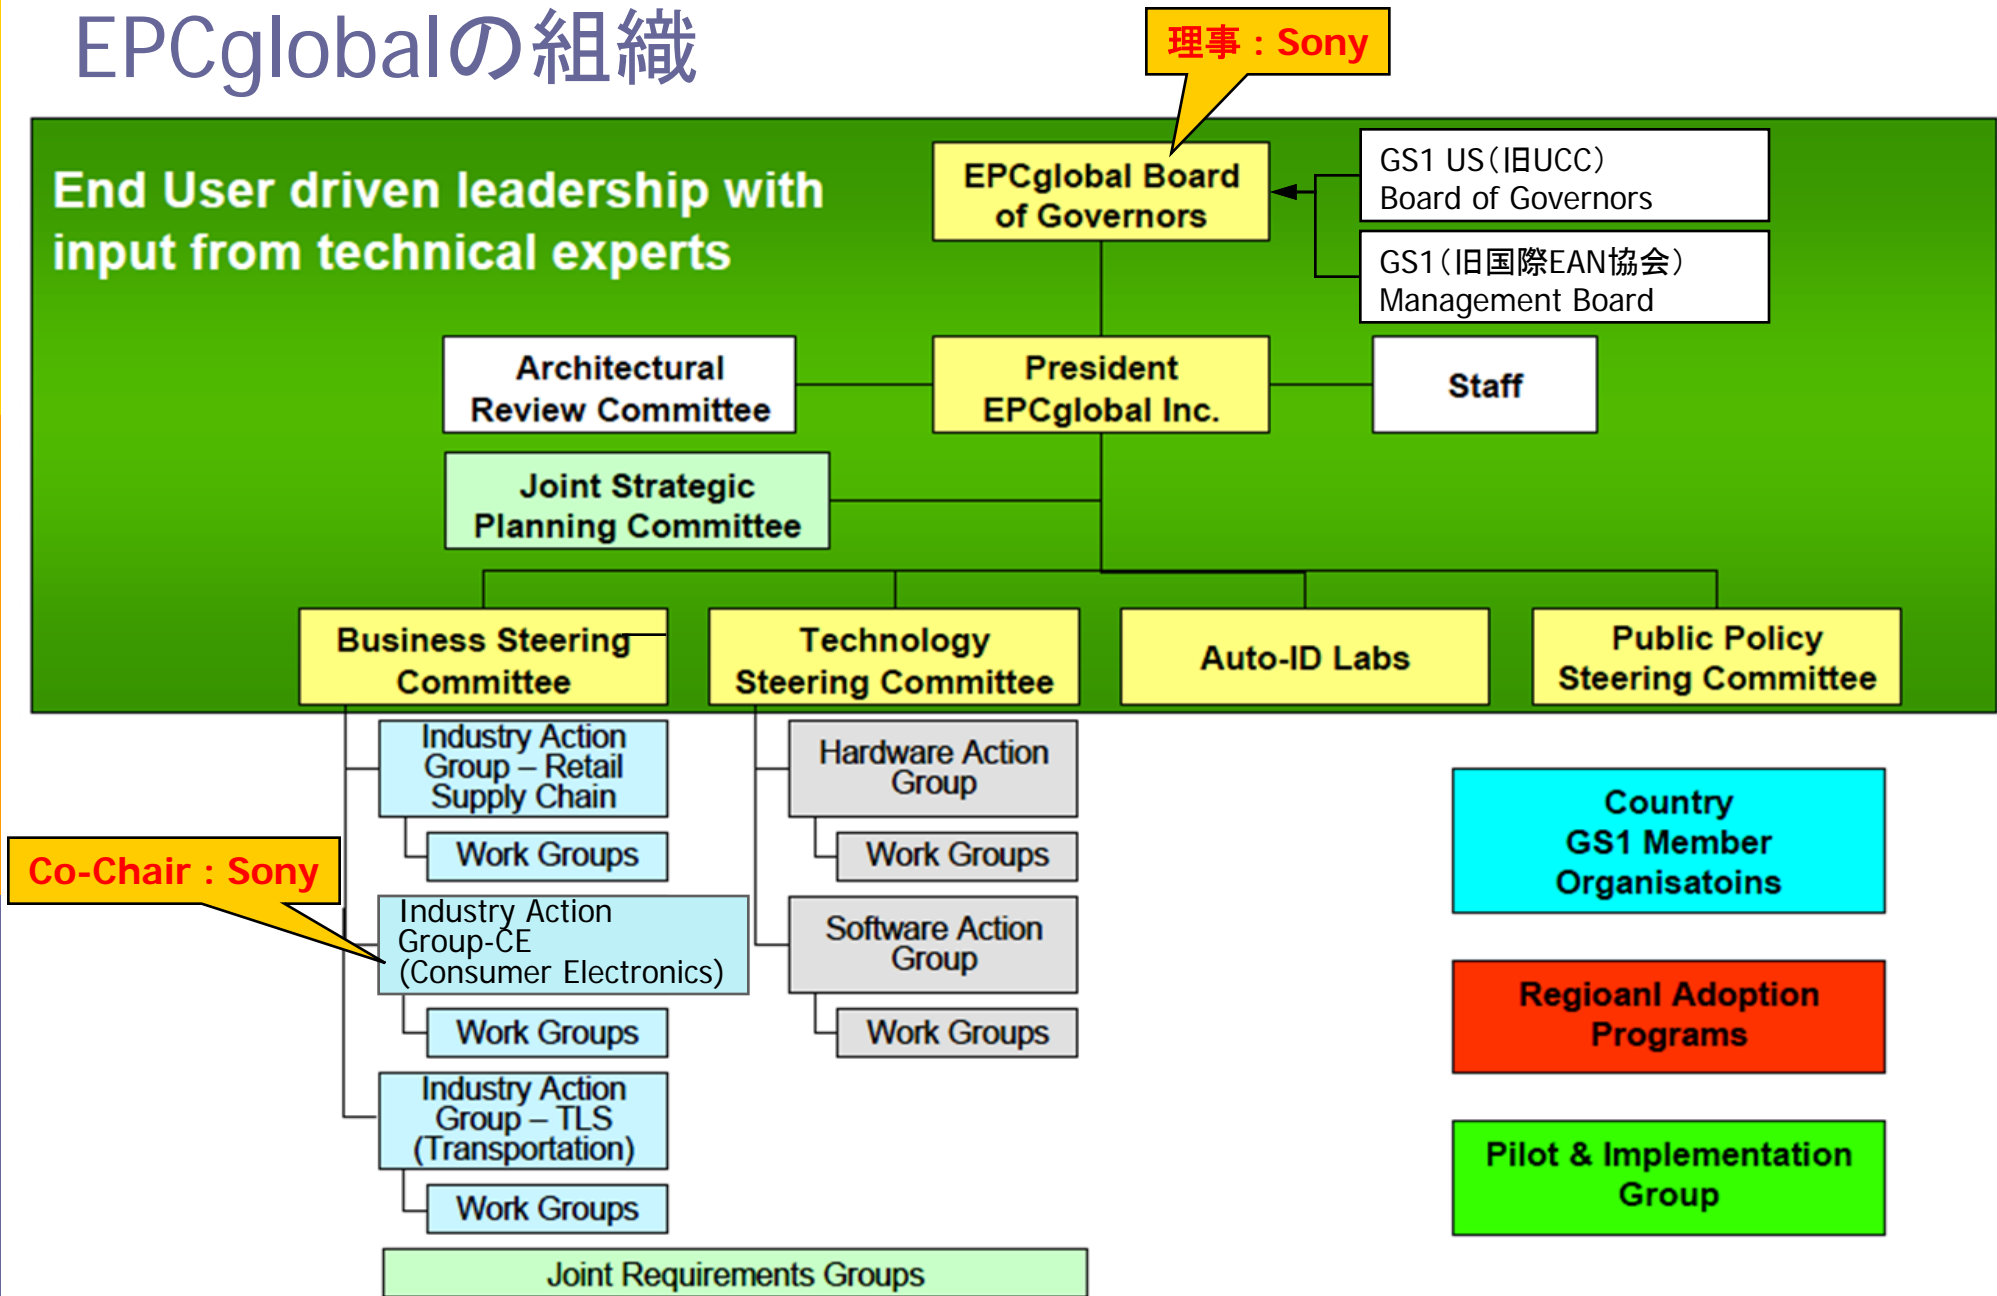 EPCglobalの組織
理事：Sony
End User driven leadership with
input from technical experts
EPCglobal Board
of Governors
GS1 US（旧UCC）
Board of Governors
GS1（旧国際EAN協会）
Management Board
Architectural
Review Committee
President
EPCglobal Inc.
Staff
Joint Strategic
Planning Committee
Business Steering
Committee
Technology
Steering Committee
Auto-ID Labs
Public Policy
Steering Committee
Industry Action
Group – Retail
Supply Chain
Work Groups
Co-Chair：Sony
Industry Action
Group-CE
(Consumer Electronics)
Work Groups
Industry Action
Group – TLS
(Transportation)
Work Groups
Hardware Action
Group
Work Groups
Software Action
Group
Work Groups
Joint Requirements Groups
Country
GS1 Member
Organisatoins
Regioanl Adoption
Programs
Pilot & Implementation
Group